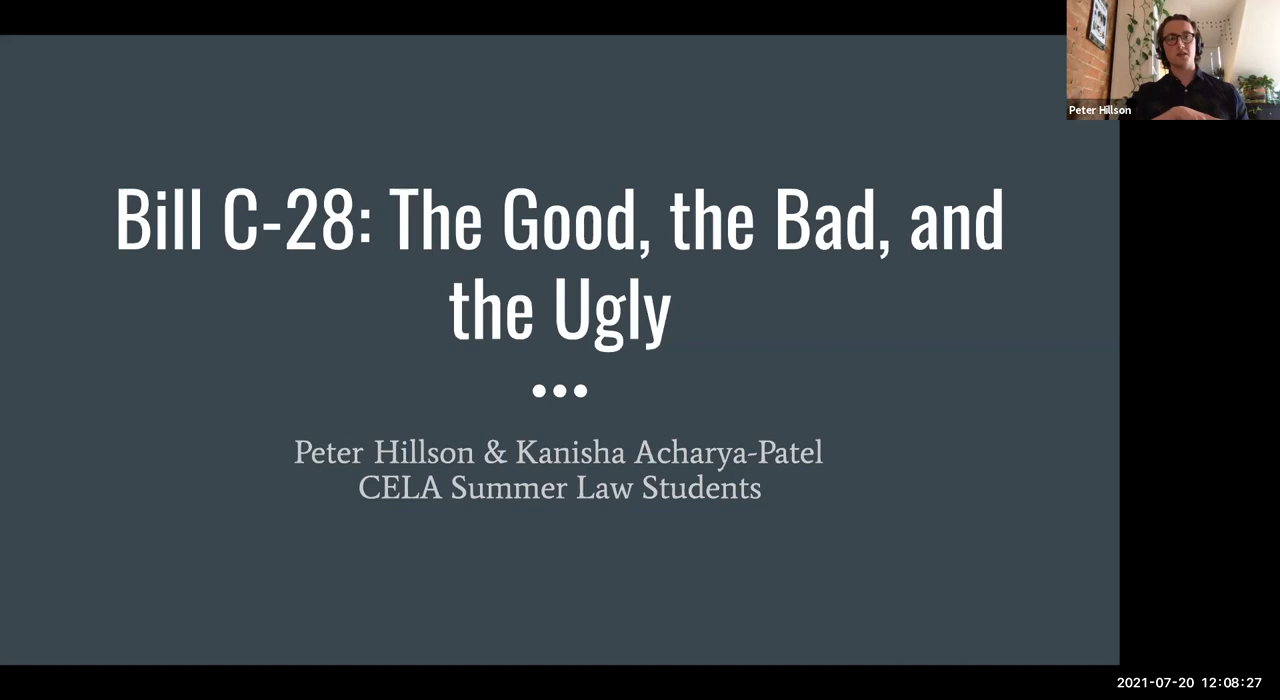 Peter Hillson
Bill C-28: The Good, the Bad, and
the Ugly
Peter Hillson & Kanisha Acharya-Patel
CELA Summer Law Students
2021-07-20 12:08:27